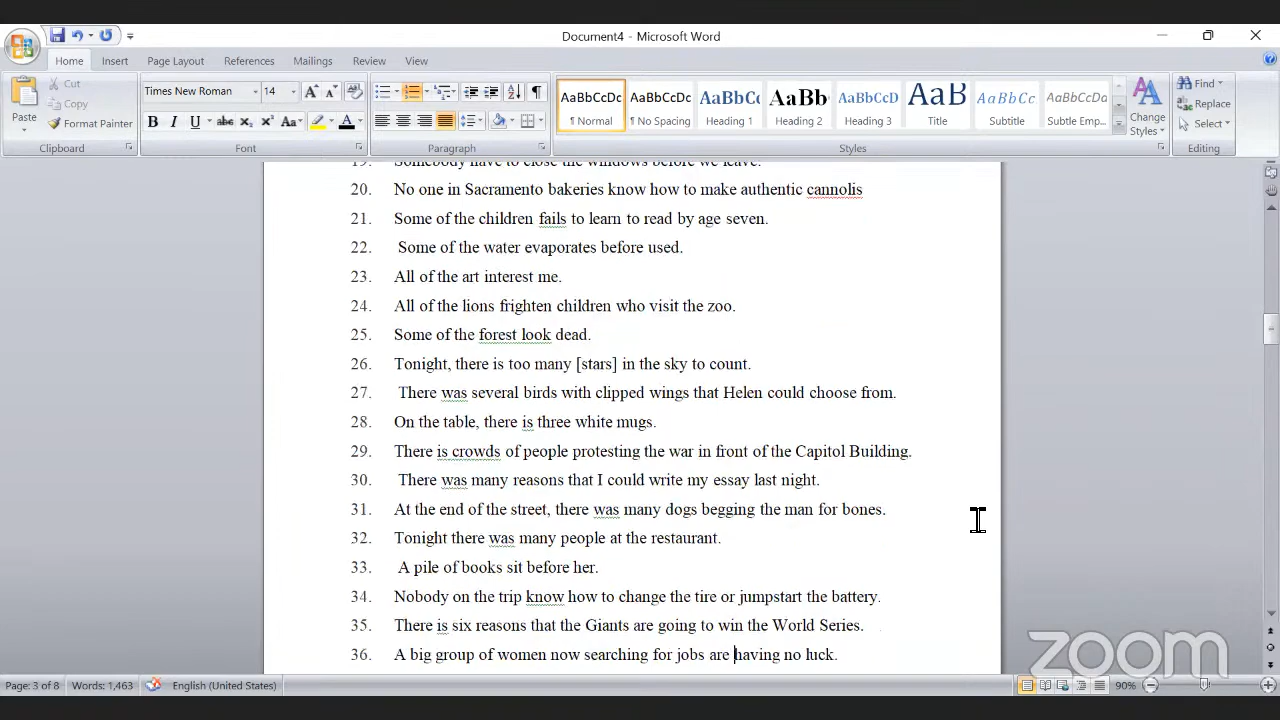 Document4 - Microsoft Word
Home Insert Page Layout References Mailings Review View
Paste
Cut
Copy
Format Painter
Clipboard
Times New Roman 14
Font
Paragraph
AaBbCcDc AaBbCcDc AaBbCc AaBbCc AaBbCcD AaB AaBbCc. AaBbCcDa
¶ Normal ¶ No Spacing Heading 1 Heading 2 Heading 3 Title Subtitle Subtle Emp...
Change Styles
Styles
Find
Replace
Select
Editing
19. Somebody have to close the windows before we leave.
20. No one in Sacramento bakeries know how to make authentic cannolis
21. Some of the children fails to learn to read by age seven.
22. Some of the water evaporates before used.
23. All of the art interest me.
24. All of the lions frighten children who visit the zoo.
25. Some of the forest look dead.
26. Tonight, there is too many [stars] in the sky to count.
27. There was several birds with clipped wings that Helen could choose from.
28. On the table, there is three white mugs.
29. There is crowds of people protesting the war in front of the Capitol Building.
30. There was many reasons that I could write my essay last night.
31. At the end of the street, there was many dogs begging the man for bones.
32. Tonight there was many people at the restaurant.
33. A pile of books sit before her.
34. Nobody on the trip know how to change the tire or jumpstart the battery.
35. There is six reasons that the Giants are going to win the World Series.
36. A big group of women now searching for jobs are having no luck.
zoom
Page: 3 of 8 Words: 1,463 English (United States) 90%